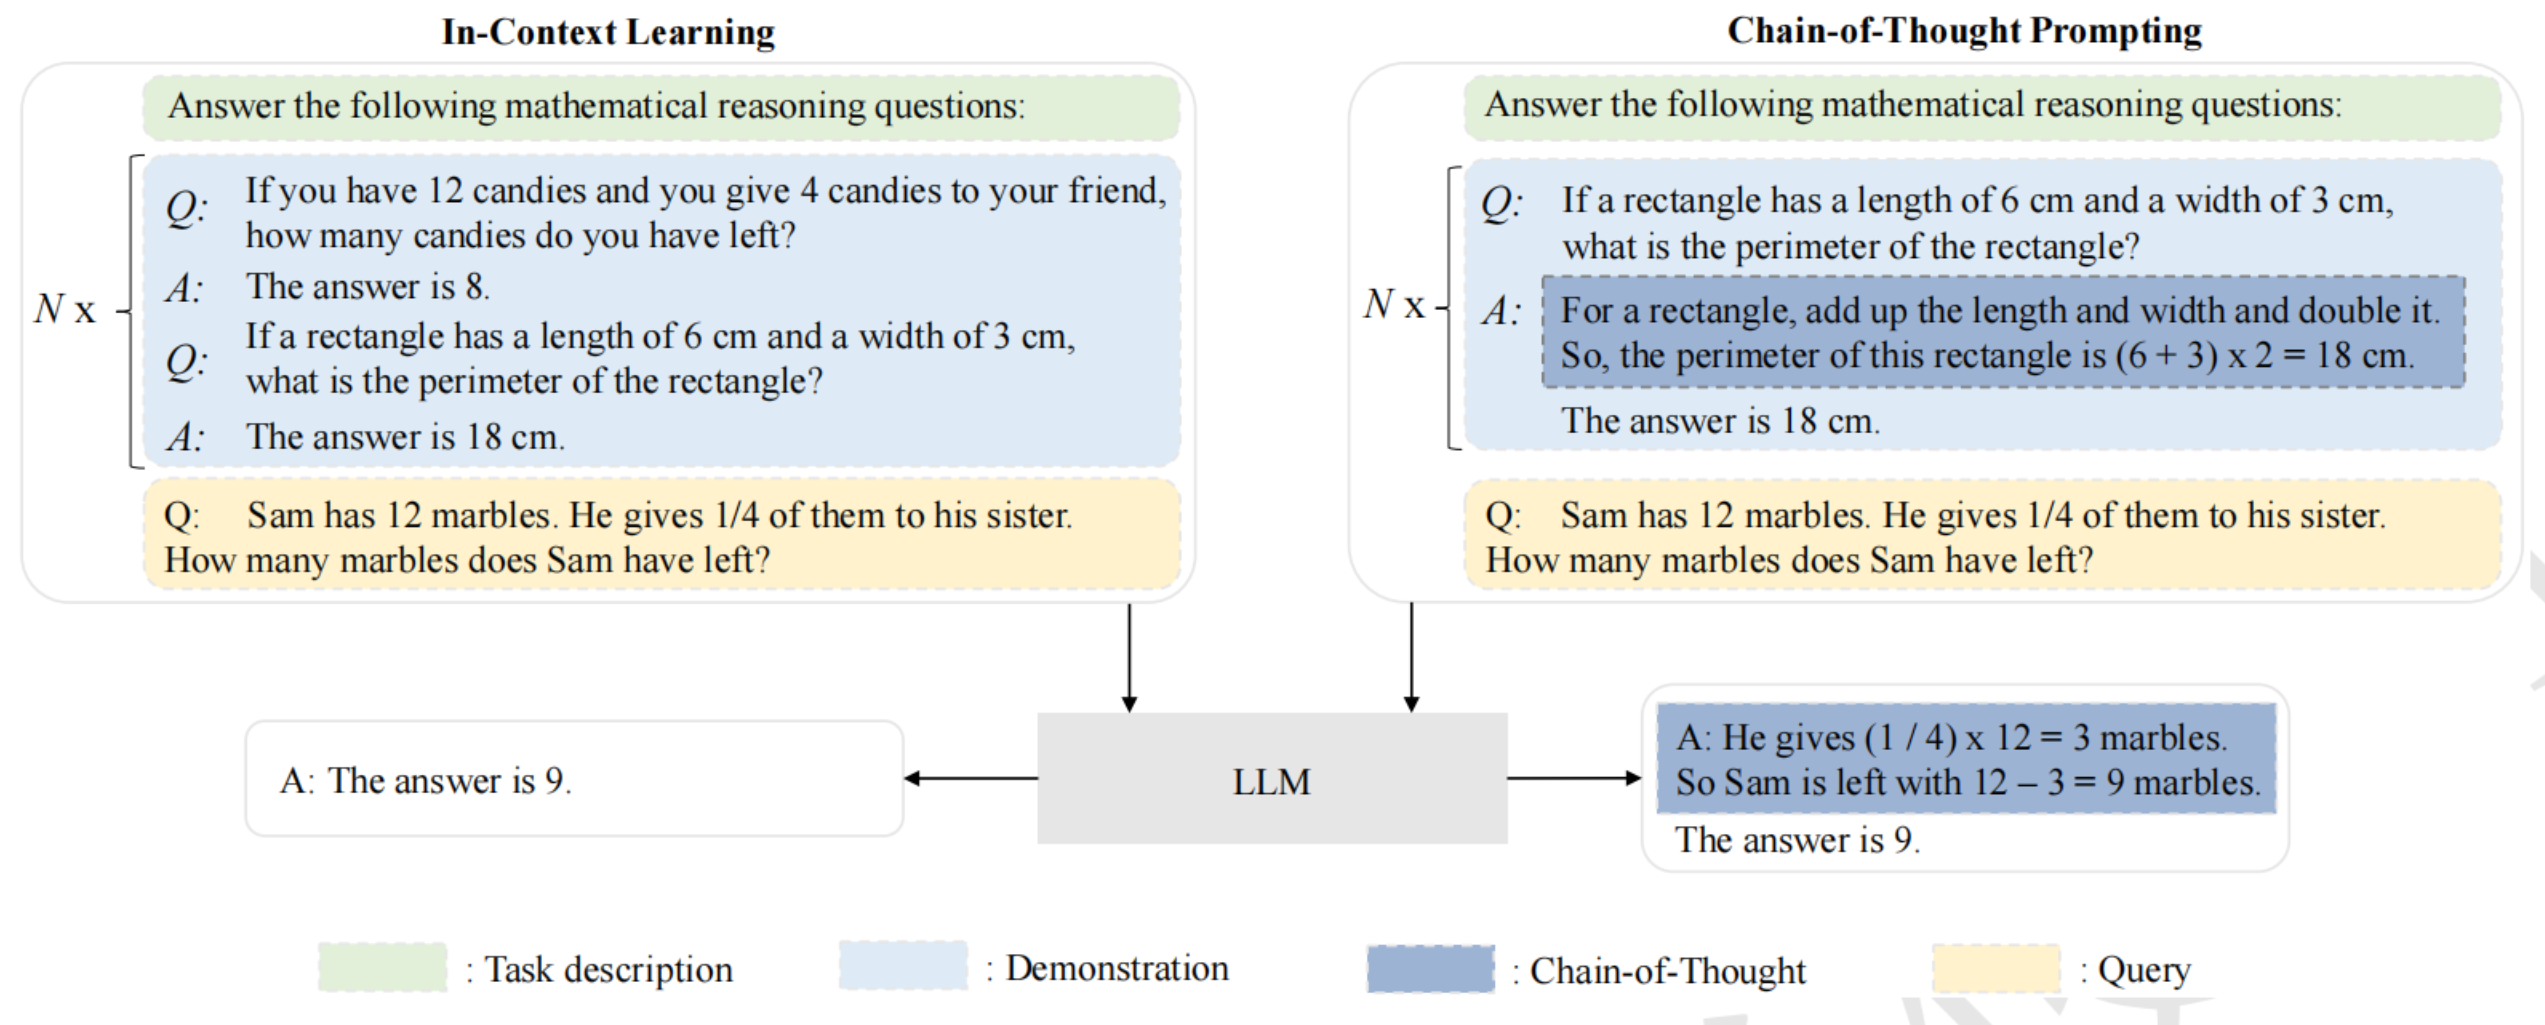 In-Context Learning
Answer the following mathematical reasoning questions:
N x
Q: If you have 12 candies and you give 4 candies to your friend,
how many candies do you have left?
A: The answer is 8.
Q: If a rectangle has a length of 6 cm and a width of 3 cm,
what is the perimeter of the rectangle?
A: The answer is 18 cm.
Q: Sam has 12 marbles. He gives 1/4 of them to his sister.
How many marbles does Sam have left?
Chain-of-Thought Prompting
Answer the following mathematical reasoning questions:
N x
Q: If a rectangle has a length of 6 cm and a width of 3 cm,
what is the perimeter of the rectangle?
A: For a rectangle, add up the length and width and double it.
So, the perimeter of this rectangle is (6 + 3) x 2 = 18 cm.
The answer is 18 cm.
Q: Sam has 12 marbles. He gives 1/4 of them to his sister.
How many marbles does Sam have left?
A: The answer is 9.
LLM
A: He gives (1 / 4) x 12 = 3 marbles.
So Sam is left with 12 – 3 = 9 marbles.
The answer is 9.
: Task description
: Demonstration
: Chain-of-Thought
: Query